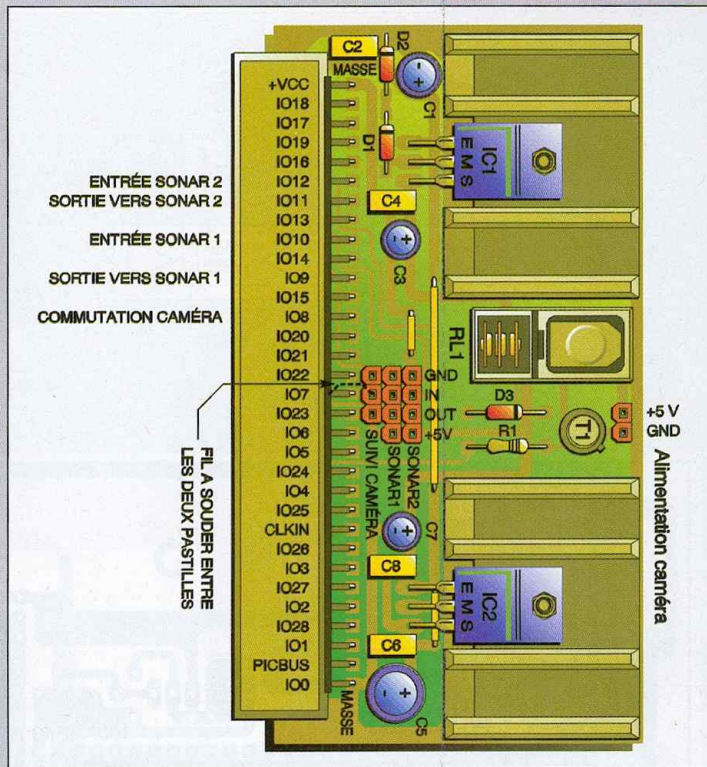 C2
D2
MASSE
C1
+VCC
IO18
IO17
IO19
IO16
IO12
IO11
IO13
IO10
IO14
IO9
IO15
IO8
IO20
IO21
IO22
IO7
IO23
IO6
IO5
IO24
IO4
IO25
CLKIN
IO26
IO3
IO27
IO2
IO28
IO1
PICBUS
IO0
ENTRÉE SONAR 2
SORTIE VERS SONAR 2
ENTRÉE SONAR 1
SORTIE VERS SONAR 1
COMMUTATION CAMÉRA
FIL A SOUDER ENTRE
LES DEUX PASTILLES
D1
IC1
E M S
C4
C3
RL1
GND
IN
OUT
+5V
SUIVI CAMÉRA
SONAR1
SONAR2
D3
R1
T1
+5 V
GND
Alimentation caméra
C7
C8
IC2
E M S
C6
C5
MASSE